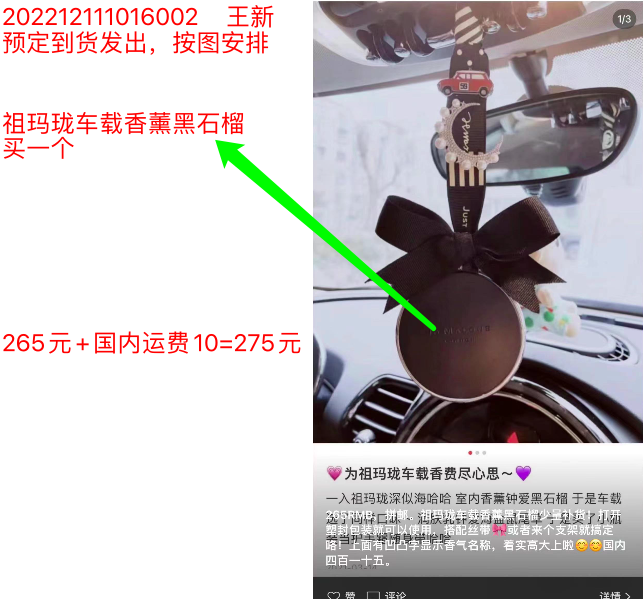 202212111016002 王新
预定到货发出，按图安排
祖玛珑车载香薰黑石榴
买一个
265元+国内运费10=275元
1/3
JUST
💗为祖玛珑车载香费尽心思～💜
一入祖玛珑深似海哈哈 室内香薰钟爱黑石榴 于是车载
265RMB，拼邮。祖玛珑车载香薰黑石榴少量补货！打开
塑封包装就可以使用，搭配丝带🎀或者来个支架就搞定
咯！上面有凹凸字显示香气名称，着实高大上啦😊😊国内
四百一十五。
赞
评论
详情